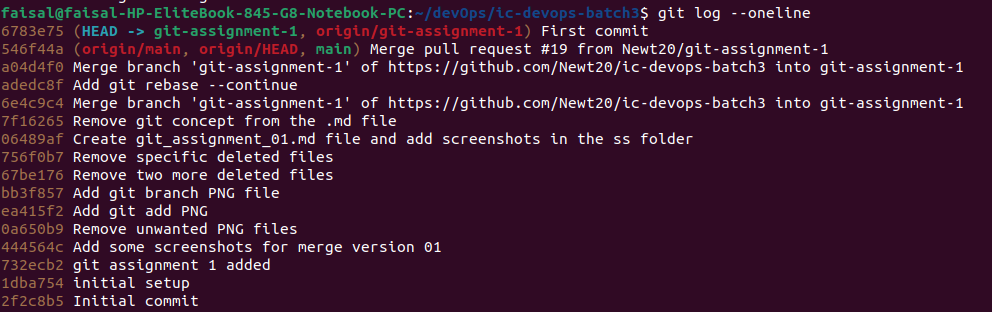 faisal@faisal-HP-EliteBook-845-G8-Notebook-PC:~/devOps/ic-devops-batch3$ git log --oneline
6783e75 (HEAD -> git-assignment-1, origin/git-assignment-1) First commit
546f44a (origin/main, origin/HEAD, main) Merge pull request #19 from Newt20/git-assignment-1
a04d4f0 Merge branch 'git-assignment-1' of https://github.com/Newt20/ic-devops-batch3 into git-assignment-1
adedc8f Add git rebase --continue
6e4c9c4 Merge branch 'git-assignment-1' of https://github.com/Newt20/ic-devops-batch3 into git-assignment-1
7f16265 Remove git concept from the .md file
06489af Create git_assignment_01.md file and add screenshots in the ss folder
756f0b7 Remove specific deleted files
67be176 Remove two more deleted files
bb3f857 Add git branch PNG file
ea415f2 Add git add PNG
0a650b9 Remove unwanted PNG files
444564c Add some screenshots for merge version 01
732ecb2 git assignment 1 added
1dba754 initial setup
2f2c8b5 Initial commit